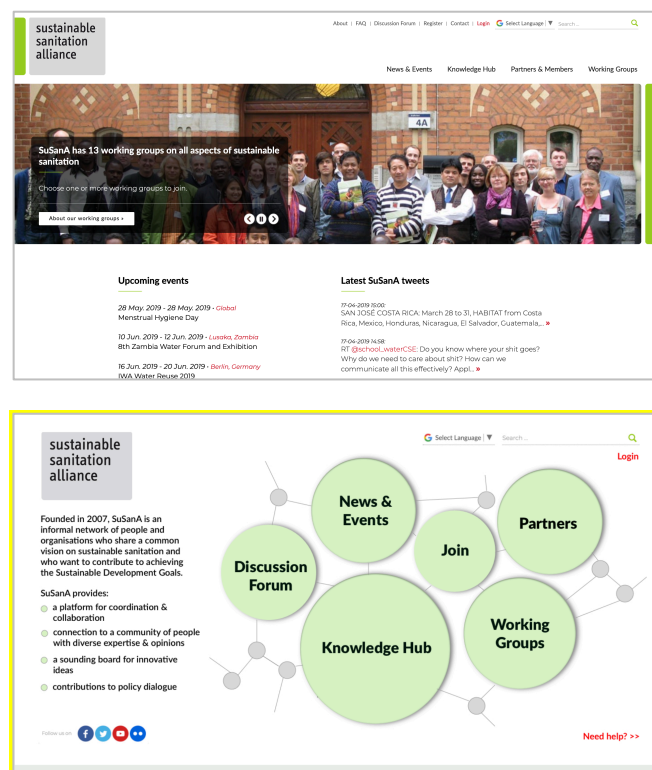 sustainable
sanitation
alliance
About | FAQ | Discussion Forum | Register | Contact | Login Select Language ▼ Search...
News & Events Knowledge Hub Partners & Members Working Groups
4A
SuSanA has 13 working groups on all aspects of sustainable
sanitation
Choose one or more working groups to join.
About our working groups
Upcoming events
28 May. 2019 - 28 May. 2019 - Global
Menstrual Hygiene Day
10 Jun. 2019 - 12 Jun. 2019 - Lusaka, Zambia
8th Zambia Water Forum and Exhibition
16 Jun. 2019 - 20 Jun. 2019 - Berlin, Germany
IWA Water Reuse 2019
Latest SuSanA tweets
17-04-2019 15:00:
SAN JOSÉ COSTA RICA: March 28 to 31, HABITAT from Costa
Rica, Mexico, Honduras, Nicaragua, El Salvador, Guatemala,... »
17-04-2019 14:58:
RT @school_waterCSE: Do you know where your shit goes?
Why do we need to care about shit? How can we
communicate all this effectively? Appl... »
sustainable
sanitation
alliance
G Select Language ▼ Search ...
Login
Founded in 2007, SuSanA is an
informal network of people and
organisations who share a common
vision on sustainable sanitation and
who want to contribute to achieving
the Sustainable Development Goals.
SuSanA provides:
a platform for coordination &
collaboration
connection to a community of people
with diverse expertise & opinions
a sounding board for innovative
ideas
contributions to policy dialogue
News &
Events
Partners
Join
Discussion
Forum
Working
Groups
Knowledge Hub
Follow us on
Need help? >>